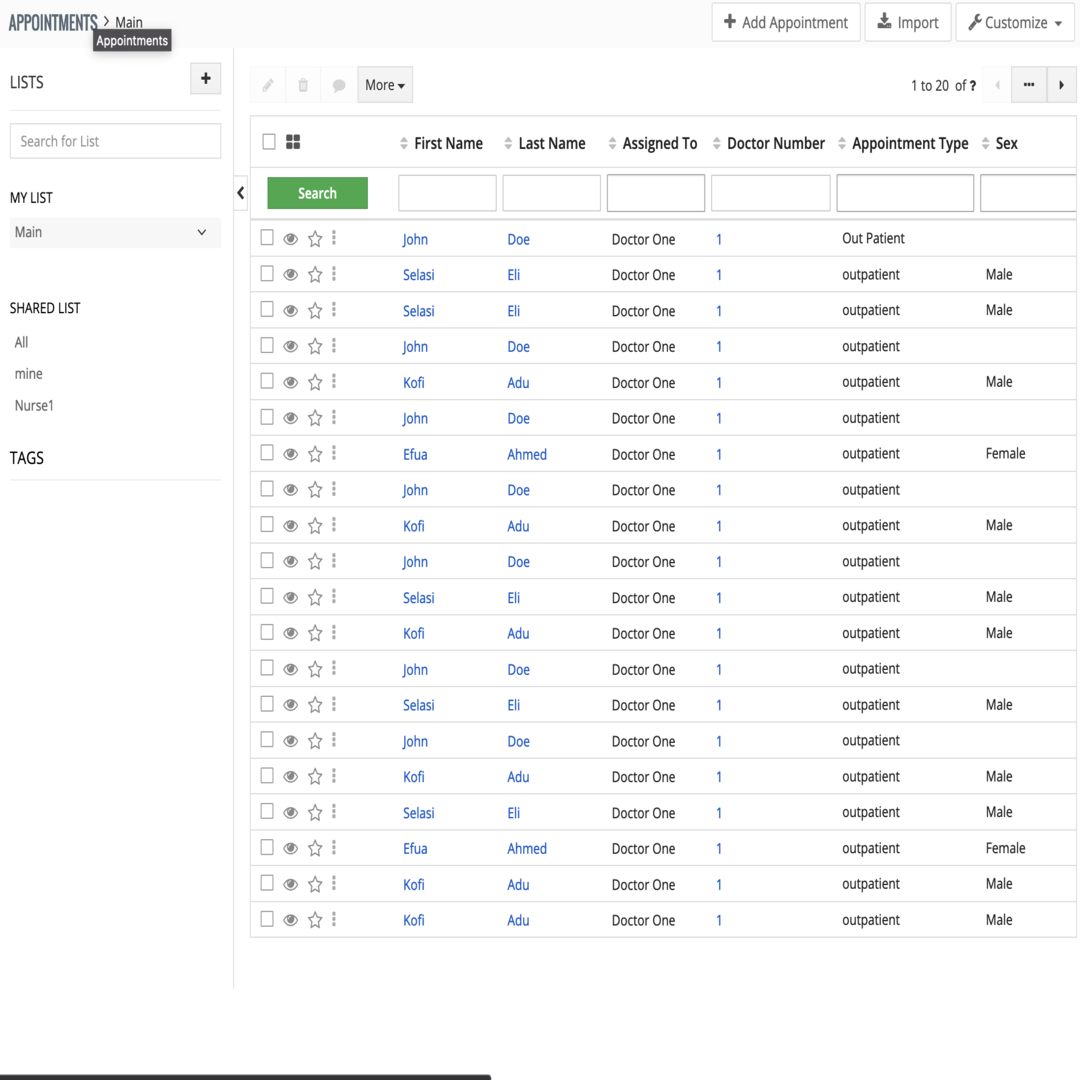 APPOINTMENTS > Main
Appointments
Add Appointment
Import
Customize
LISTS
+
Search for List
MY LIST
Main
SHARED LIST
All
mine
Nurse1
TAGS
More
1 to 20 of ?
First Name Last Name Assigned To Doctor Number Appointment Type Sex
Search
John Doe Doctor One 1 Out Patient
Selasi Eli Doctor One 1 outpatient Male
Selasi Eli Doctor One 1 outpatient Male
John Doe Doctor One 1 outpatient
Kofi Adu Doctor One 1 outpatient Male
John Doe Doctor One 1 outpatient
Efua Ahmed Doctor One 1 outpatient Female
John Doe Doctor One 1 outpatient
Kofi Adu Doctor One 1 outpatient Male
John Doe Doctor One 1 outpatient
Selasi Eli Doctor One 1 outpatient Male
Kofi Adu Doctor One 1 outpatient Male
John Doe Doctor One 1 outpatient
Selasi Eli Doctor One 1 outpatient Male
John Doe Doctor One 1 outpatient
Kofi Adu Doctor One 1 outpatient Male
Selasi Eli Doctor One 1 outpatient Male
Efua Ahmed Doctor One 1 outpatient Female
Kofi Adu Doctor One 1 outpatient Male
Kofi Adu Doctor One 1 outpatient Male